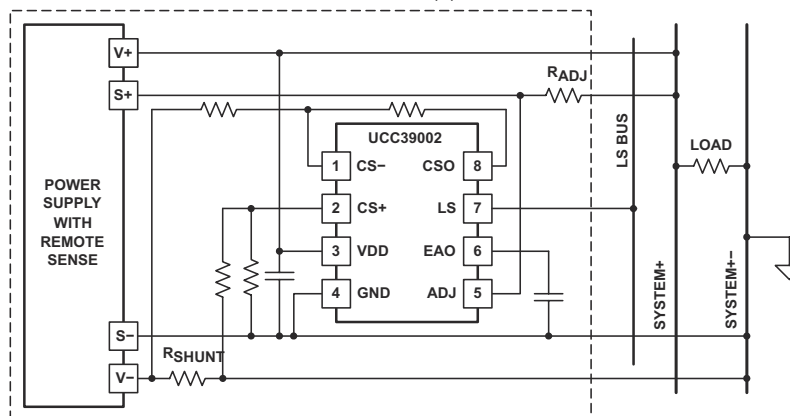 V+
S+
RADJ
UCC39002
LS BUS
LOAD
1 CS− CSO 8
POWER
SUPPLY
WITH
REMOTE
SENSE
2 CS+ LS 7
3 VDD EAO 6
4 GND ADJ 5
SYSTEM+
SYSTEM+−
S−
RSHUNT
V−